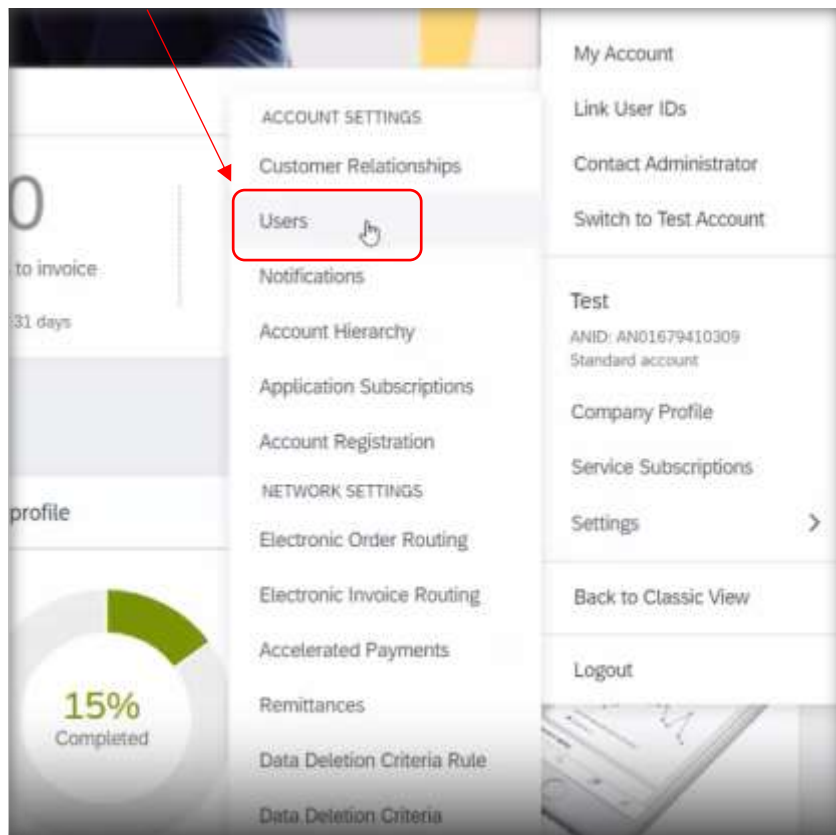 0
to invoice
31 days
profile
15%
Completed
ACCOUNT SETTINGS
Customer Relationships
Users
Notifications
Account Hierarchy
Application Subscriptions
Account Registration
NETWORK SETTINGS
Electronic Order Routing
Electronic Invoice Routing
Accelerated Payments
Remittances
Data Deletion Criteria Rule
Data Deletion Criteria
My Account
Link User IDs
Contact Administrator
Switch to Test Account
Test
ANID: AN01679410309
Standard account
Company Profile
Service Subscriptions
Settings
Back to Classic View
Logout